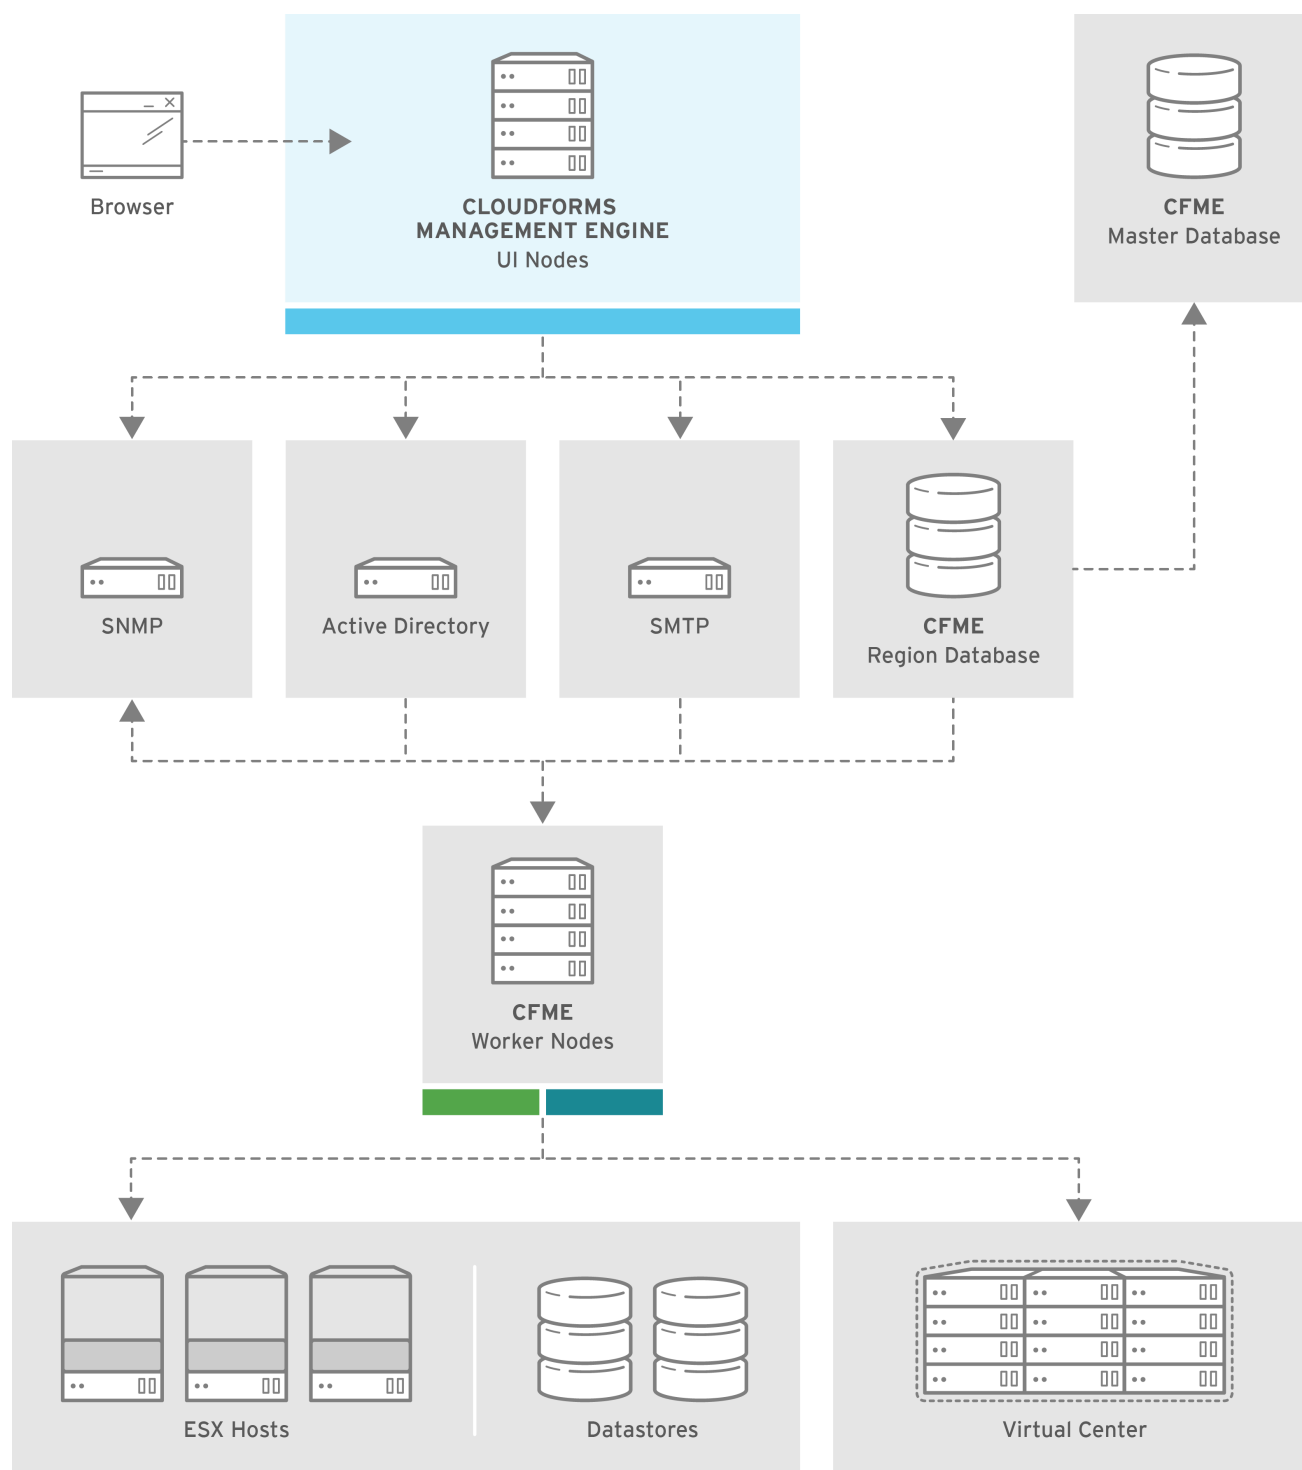 Browser
CLOUDFORMS
MANAGEMENT ENGINE
UI Nodes
CFME
Master Database
SNMP
Active Directory
SMTP
CFME
Region Database
CFME
Worker Nodes
ESX Hosts
Datastores
Virtual Center